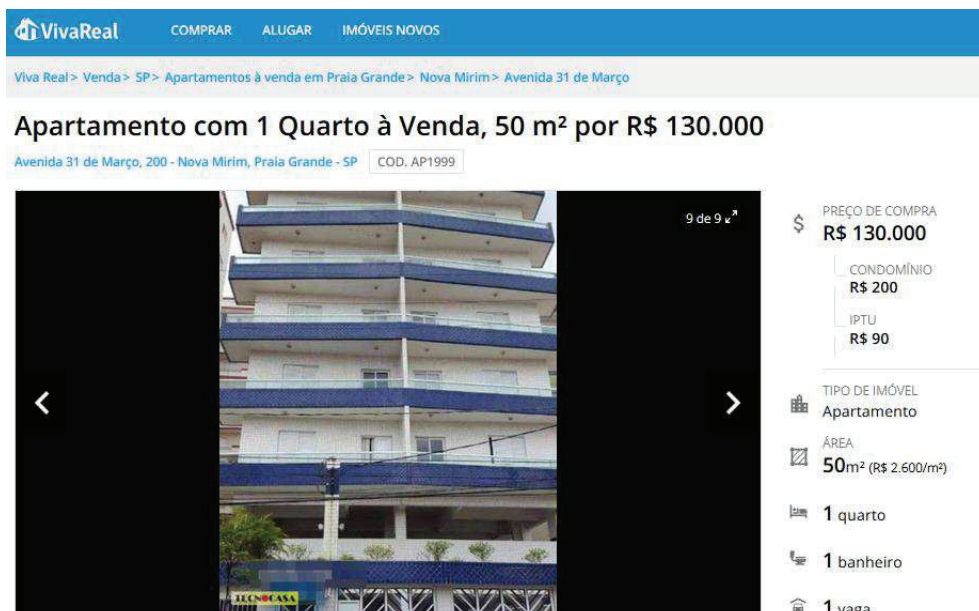 VivaReal COMPRAR ALUGAR IMÓVEIS NOVOS
Viva Real> Venda> SP> Apartamentos à venda em Praia Grande> Nova Mirim> Avenida 31 de Março
Apartamento com 1 Quarto à Venda, 50 m² por R$ 130.000
Avenida 31 de Março, 200 - Nova Mirim, Praia Grande - SP COD. AP1999
9 de 9
TECNOCASA
$ PREÇO DE COMPRA
R$ 130.000
CONDOMÍNIO
R$ 200
IPTU
R$ 90
TIPO DE IMÓVEL
Apartamento
ÁREA
50m² (R$ 2.600/m²)
1 quarto
1 banheiro
1 vaga